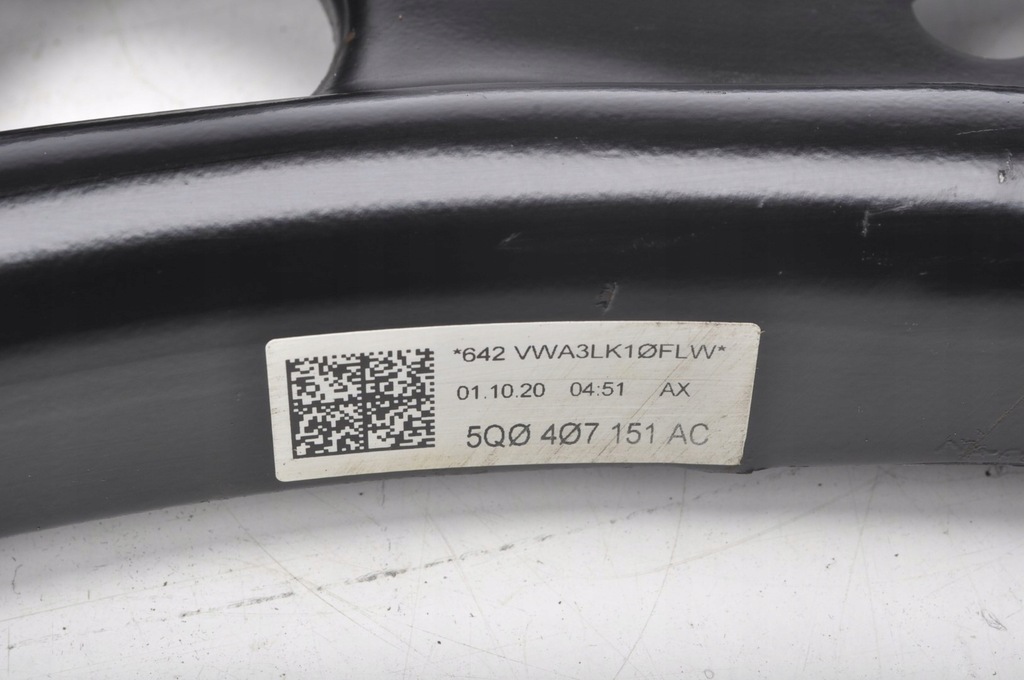 *642 VWA3LK1ØFLW*
01.10.20 04:51 AX
5QØ 4Ø7 151 AC